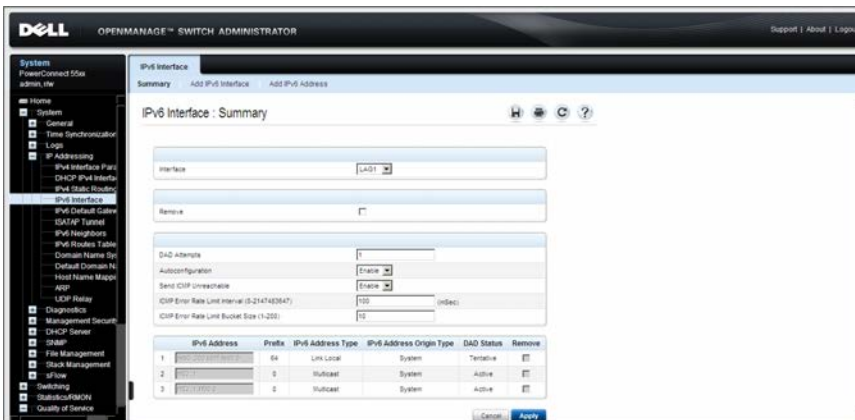 DELL OPENMANAGE™ SWITCH ADMINISTRATOR
Support | About | Logou
System
PowerConnect 55xx
admin, r/w
Home
System
General
Time Synchronization
Logs
IP Addressing
IPv4 Interface Para
DHCP IPv4 Interfa
IPv4 Static Routing
IPv6 Interface
IPv6 Default Gatew
ISATAP Tunnel
IPv6 Neighbors
IPv6 Routes Table
Domain Name Sy
Default Domain N
Host Name Mappi
ARP
UDP Relay
Diagnostics
Management Securit
DHCP Server
SNMP
File Management
Stack Management
sFlow
Switching
Statistics/RMON
Quality of Service
IPv6 Interface
Summary Add IPv6 Interface Add IPv6 Address
IPv6 Interface : Summary
Interface LAG1
Remove
DAD Attempts 1
Autoconfiguration Enable
Send ICMP Unreachable Enable
ICMP Error Rate Limit Interval (0-2147483647) 100 (mSec)
ICMP Error Rate Limit Bucket Size (1-200) 10
IPv6 Address Prefix IPv6 Address Type IPv6 Address Origin Type DAD Status Remove
1 64 Link Local System Tentative
2 0 Multicast System Active
3 0 Multicast System Active
Cancel Apply